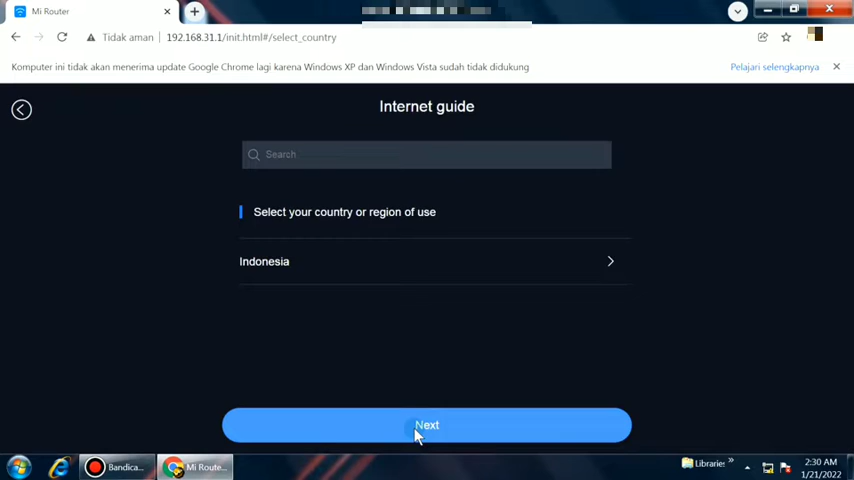 Mi Router
Tidak aman
192.168.31.1/init.html#/select_country
Komputer ini tidak akan menerima update Google Chrome lagi karena Windows XP dan Windows Vista sudah tidak didukung
Pelajari selengkapnya
Internet guide
Search
Select your country or region of use
Indonesia
Next
Bandica...
Mi Route...
Libraries
2:30 AM
1/21/2022